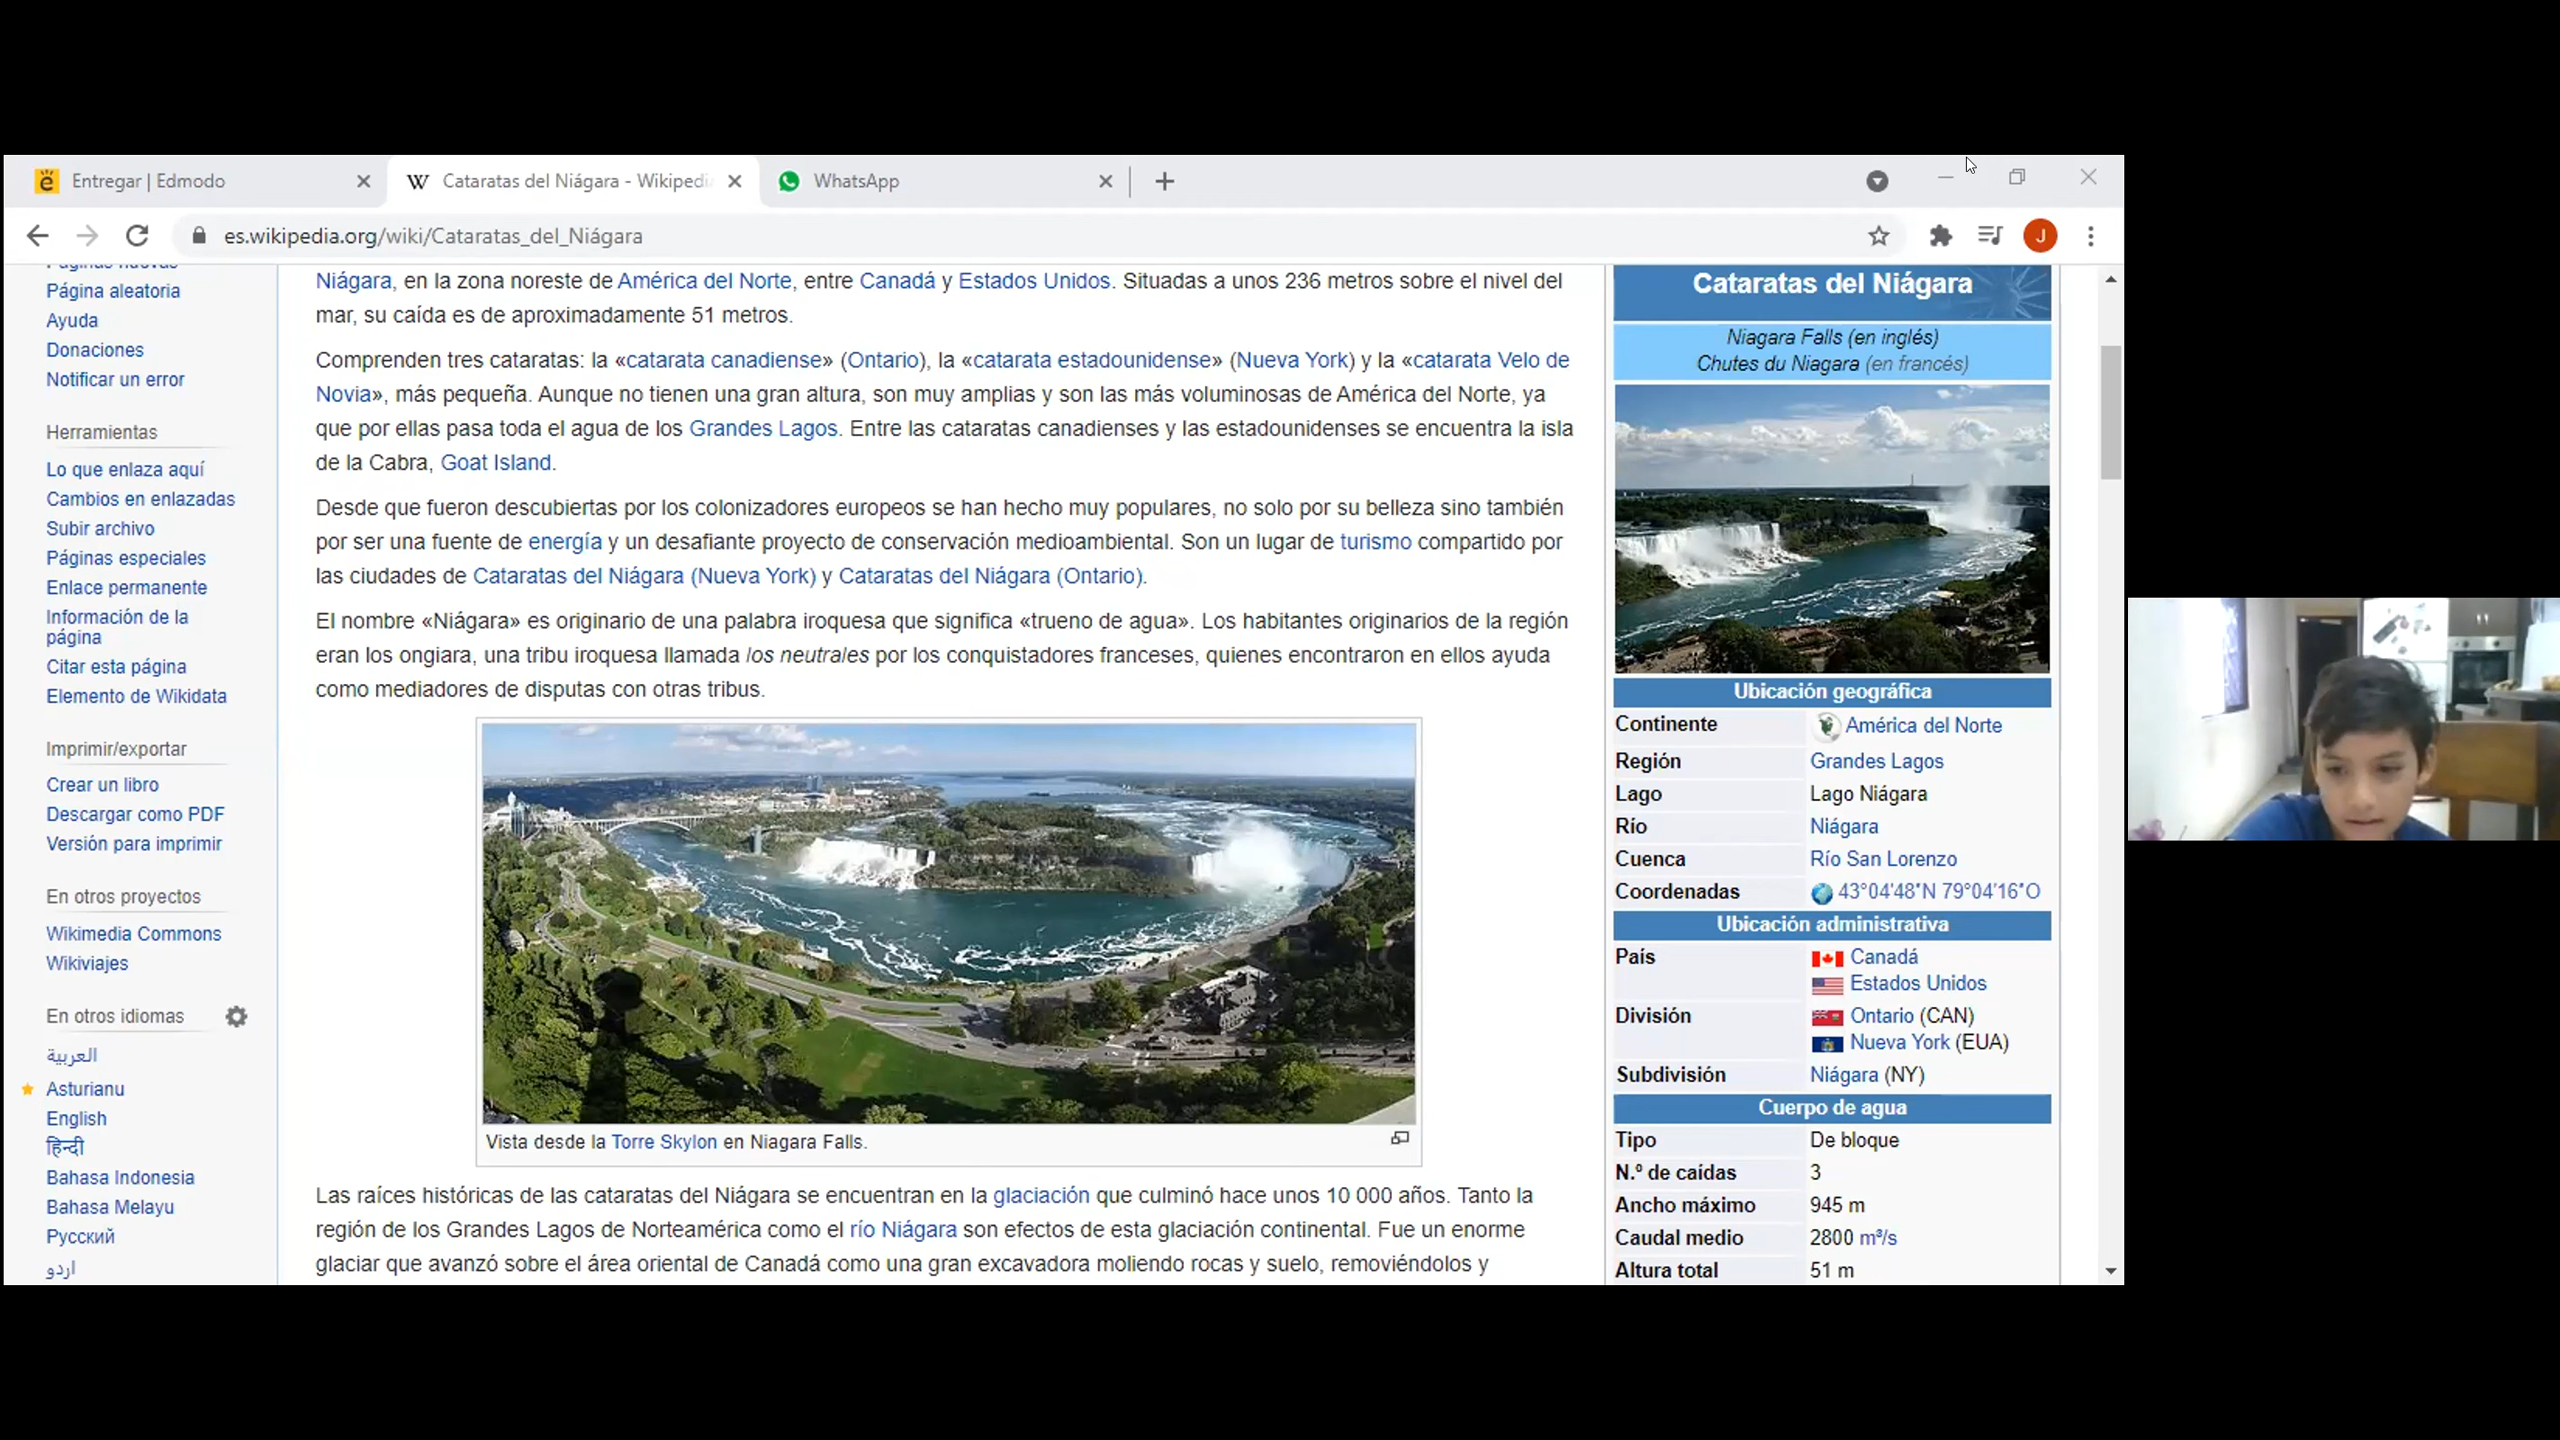 Entregar | Edmodo
Cataratas del Niágara - Wikipedi
WhatsApp
es.wikipedia.org/wiki/Cataratas_del_Niágara
J
Páginas nuevas
Página aleatoria
Ayuda
Donaciones
Notificar un error
Herramientas
Lo que enlaza aquí
Cambios en enlazadas
Subir archivo
Páginas especiales
Enlace permanente
Información de la
página
Citar esta página
Elemento de Wikidata
Imprimir/exportar
Crear un libro
Descargar como PDF
Versión para imprimir
En otros proyectos
Wikimedia Commons
Wikiviajes
En otros idiomas
العربية
Asturianu
English
हिन्दी
Bahasa Indonesia
Bahasa Melayu
Русский
اردو
Niágara, en la zona noreste de América del Norte, entre Canadá y Estados Unidos. Situadas a unos 236 metros sobre el nivel del
mar, su caída es de aproximadamente 51 metros.
Comprenden tres cataratas: la «catarata canadiense» (Ontario), la «catarata estadounidense» (Nueva York) y la «catarata Velo de
Novia», más pequeña. Aunque no tienen una gran altura, son muy amplias y son las más voluminosas de América del Norte, ya
que por ellas pasa toda el agua de los Grandes Lagos. Entre las cataratas canadienses y las estadounidenses se encuentra la isla
de la Cabra, Goat Island.
Desde que fueron descubiertas por los colonizadores europeos se han hecho muy populares, no solo por su belleza sino también
por ser una fuente de energía y un desafiante proyecto de conservación medioambiental. Son un lugar de turismo compartido por
las ciudades de Cataratas del Niágara (Nueva York) y Cataratas del Niágara (Ontario).
El nombre «Niágara» es originario de una palabra iroquesa que significa «trueno de agua». Los habitantes originarios de la región
eran los ongiara, una tribu iroquesa llamada los neutrales por los conquistadores franceses, quienes encontraron en ellos ayuda
como mediadores de disputas con otras tribus.
Vista desde la Torre Skylon en Niagara Falls.
Las raíces históricas de las cataratas del Niágara se encuentran en la glaciación que culminó hace unos 10 000 años. Tanto la
región de los Grandes Lagos de Norteamérica como el río Niágara son efectos de esta glaciación continental. Fue un enorme
glaciar que avanzó sobre el área oriental de Canadá como una gran excavadora moliendo rocas y suelo, removiéndolos y
Cataratas del Niágara
Niagara Falls (en inglés)
Chutes du Niagara (en francés)
Ubicación geográfica
Continente América del Norte
Región Grandes Lagos
Lago Lago Niágara
Río Niágara
Cuenca Río San Lorenzo
Coordenadas 43°04′48″N 79°04′16″O
Ubicación administrativa
País Canadá
Estados Unidos
División Ontario (CAN)
Nueva York (EUA)
Subdivisión Niágara (NY)
Cuerpo de agua
Tipo De bloque
N.º de caídas 3
Ancho máximo 945 m
Caudal medio 2800 m³/s
Altura total 51 m